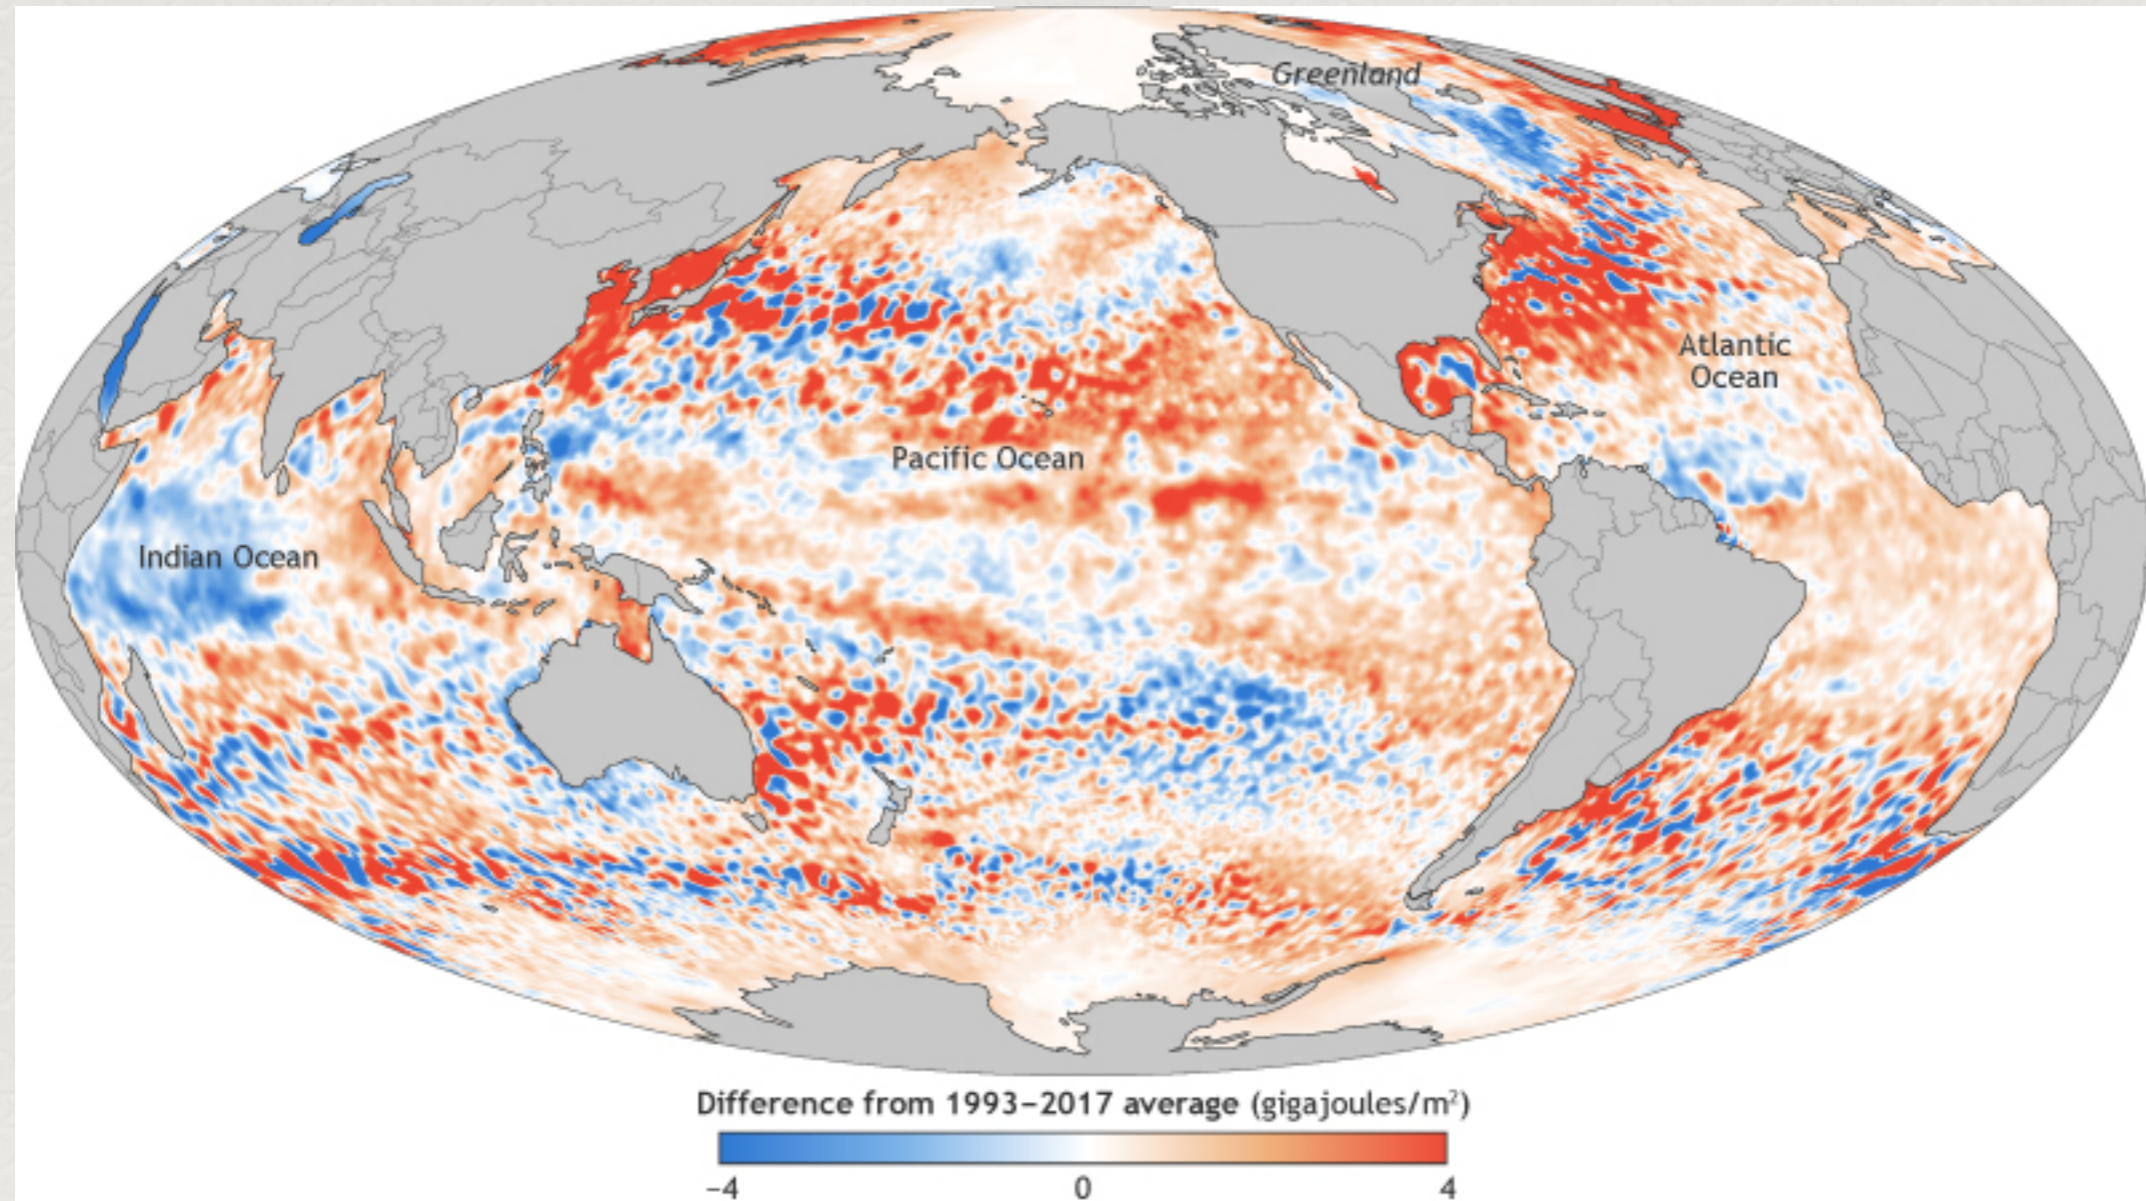 Greenland
Atlantic
Ocean
Pacific Ocean
Indian Ocean
Difference from 1993–2017 average (gigajoules/m²)
−4 0 4